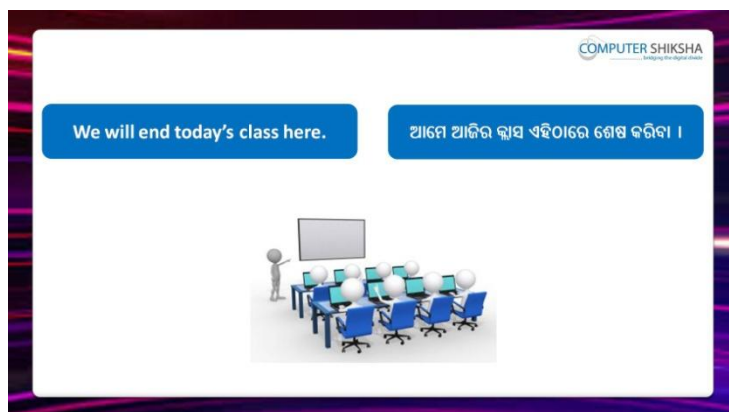 COMPUTER SHIKSHA
bridging the digital divide
We will end today's class here.
ଆମେ ଆଜିର କ୍ଲାସ ଏହିଠାରେ ଶେଷ କରିବା ।